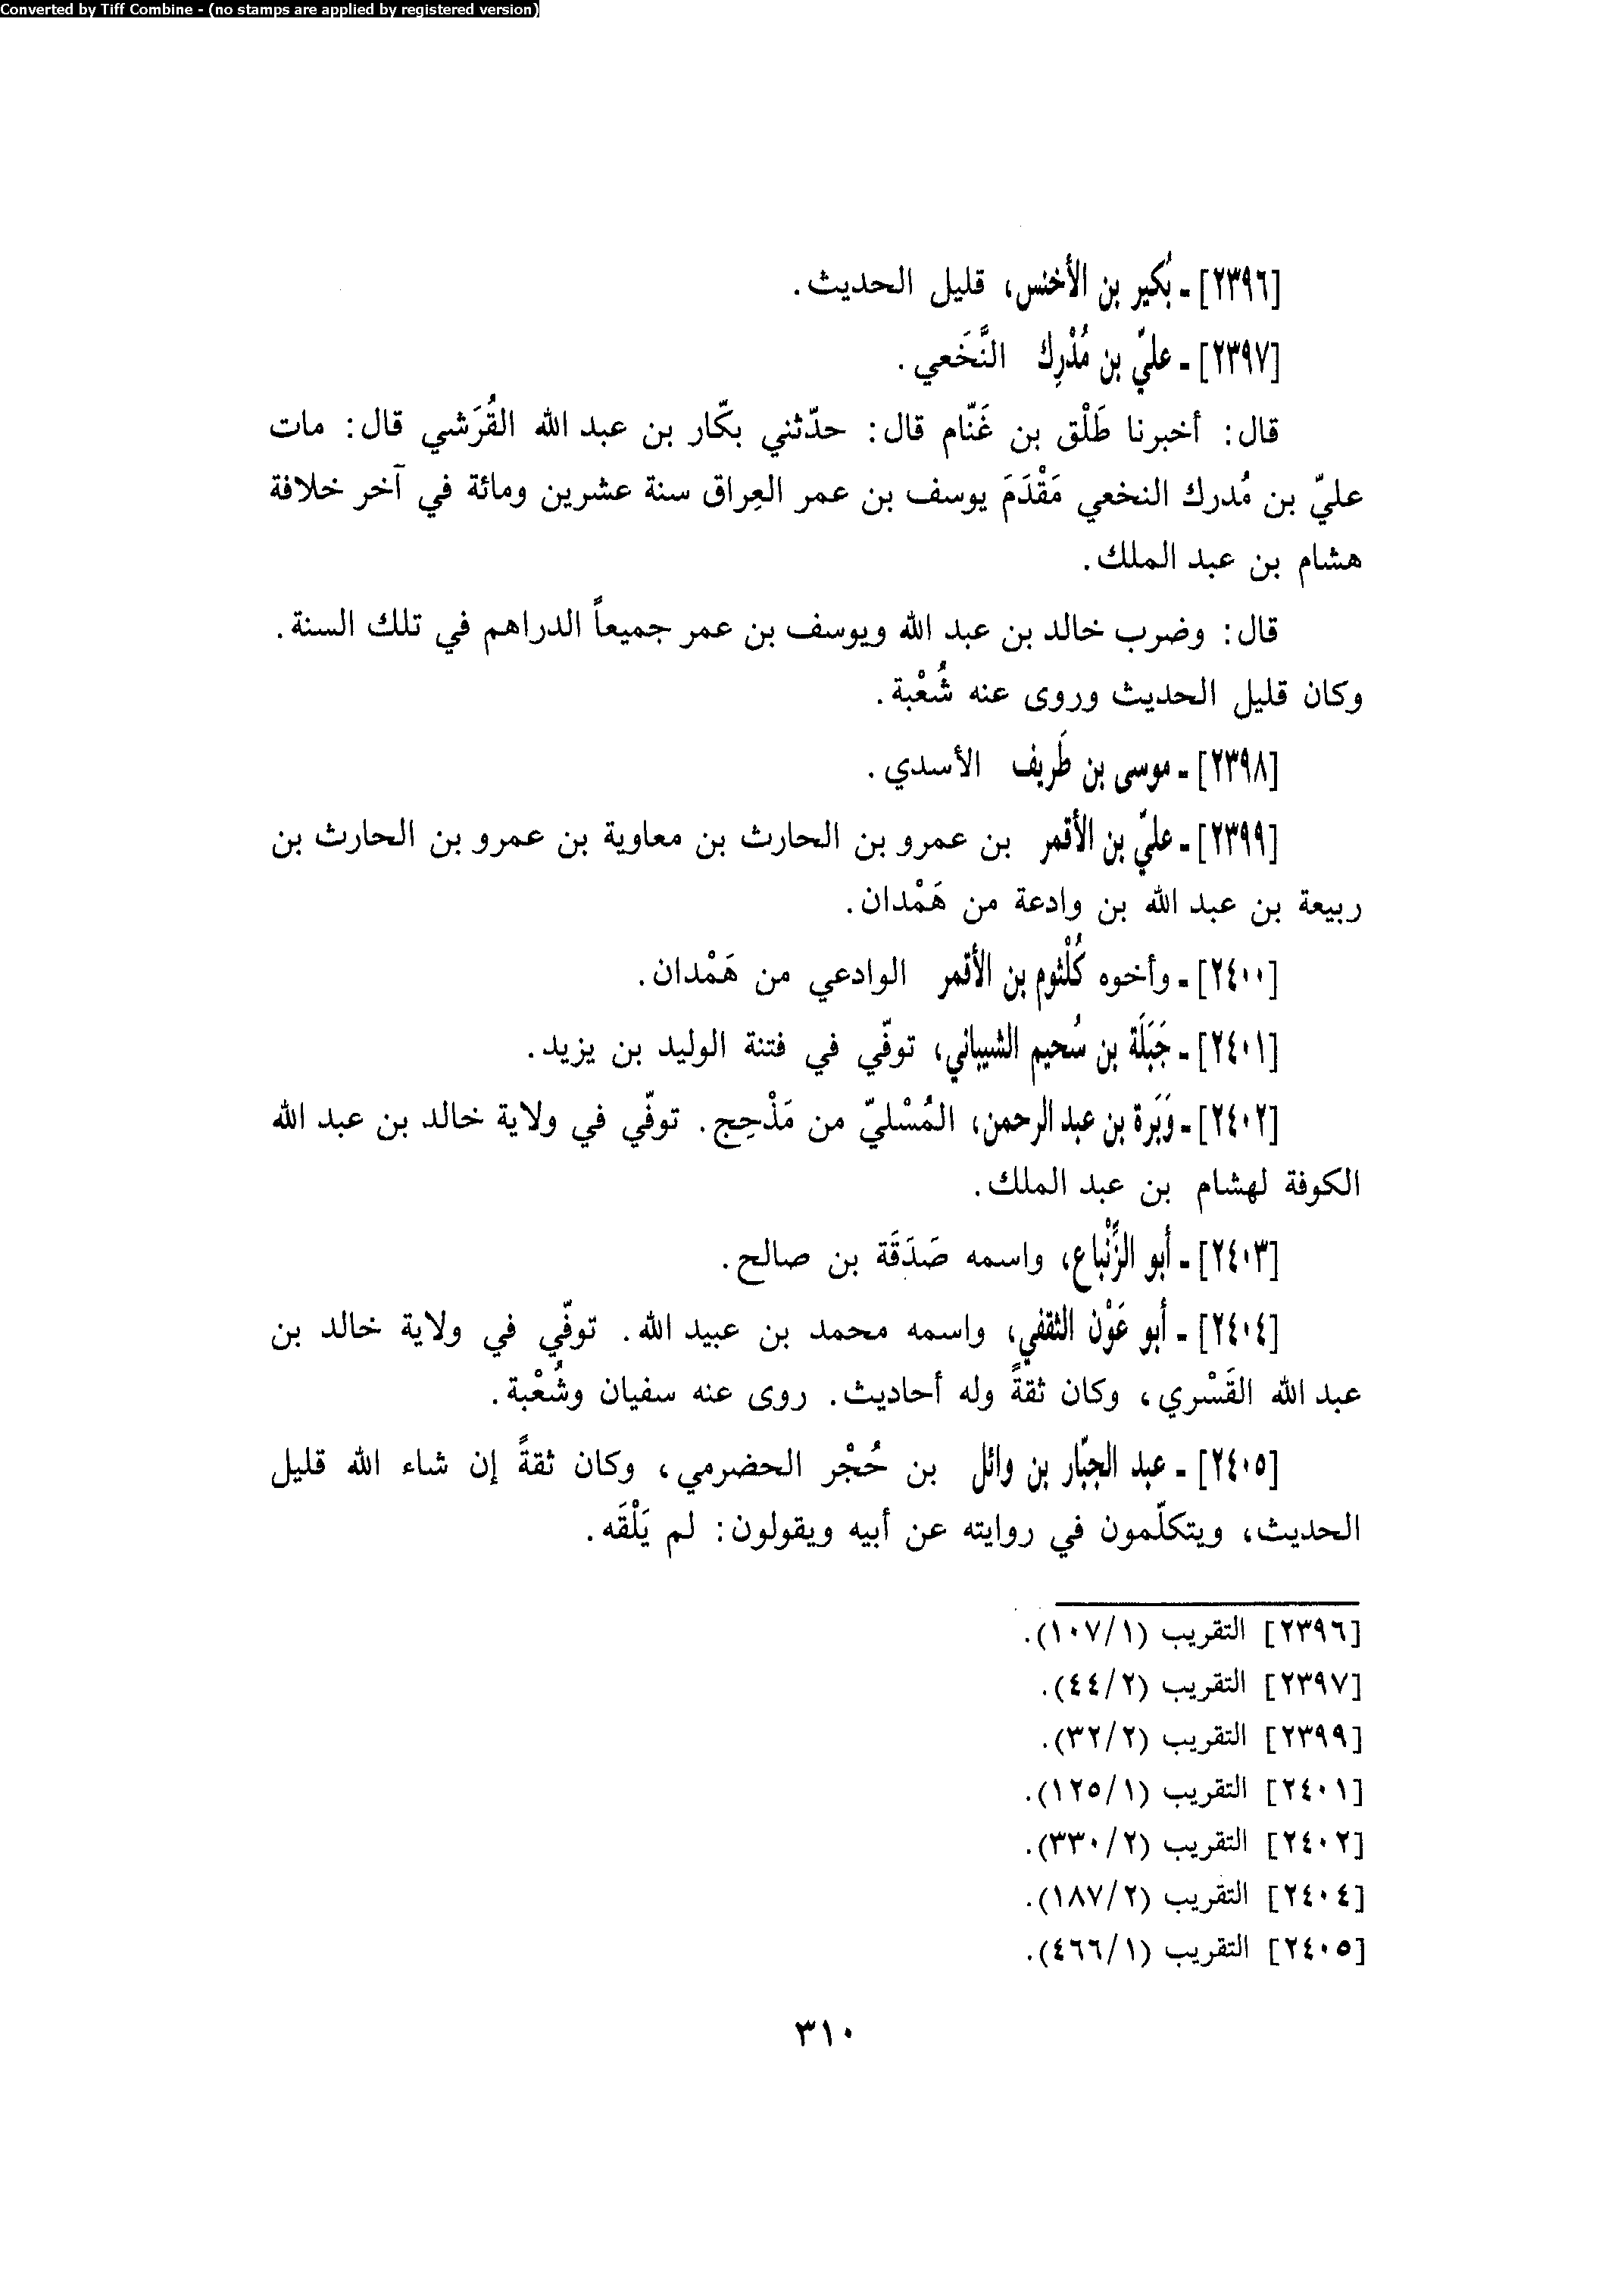 Converted by Tiff Combine - (no stamps are applied by registered version)
[٢٣٩٦] ـ بُكير بن الأخنس، قليل الحديث.
[٢٣٩٧] ـ عليّ بن مُدْرِك النَّخَعي.
قال: أخبرنا طَلْق بن غَنّام قال: حدّثني بكّار بن عبد الله القُرَشي قال: مات
عليّ بن مُدرك النخعي مَقْدَمَ يوسف بن عمر العِراق سنة عشرين ومائة في آخر خلافة
هشام بن عبد الملك.
قال: وضرب خالد بن عبد الله ويوسف بن عمر جميعاً الدراهم في تلك السنة.
وكان قليل الحديث وروى عنه شُعْبة.
[٢٣٩٨] ـ موسى بن طَريف الأسدي.
[٢٣٩٩] ـ عليّ بن الأقمر بن عمرو بن الحارث بن معاوية بن عمرو بن الحارث بن
ربيعة بن عبد الله بن وادعة من هَمْدان.
[٢٤٠٠] ـ وأخوه كُلْثوم بن الأقمر الوادعي من هَمْدان.
[٢٤٠١] ـ جَبَلَة بن سُحيم الشيباني، توفّي في فتنة الوليد بن يزيد.
[٢٤٠٢] ـ وَبَرة بن عبد الرحمن، المُسْليّ من مَذْحِج. توفّي في ولاية خالد بن عبد الله
الكوفة لهشام بن عبد الملك.
[٢٤٠٣] ـ أبو الزِّنْباع، واسمه صَدَقَة بن صالح.
[٢٤٠٤] ـ أبو عَوْن الثقفي، واسمه محمد بن عبيد الله. توفّي في ولاية خالد بن
عبد الله القَسْري، وكان ثقةً وله أحاديث. روى عنه سفيان وشُعْبة.
[٢٤٠٥] ـ عبد الجبّار بن وائل بن حُجْر الحضرمي، وكان ثقةً إن شاء الله قليل
الحديث، ويتكلّمون في روايته عن أبيه ويقولون: لم يَلْقَه.
[٢٣٩٦] التقريب (١٠٧/١).
[٢٣٩٧] التقريب (٤٤/٢).
[٢٣٩٩] التقريب (٣٢/٢).
[٢٤٠١] التقريب (١٢٥/١).
[٢٤٠٢] التقريب (٣٣٠/٢).
[٢٤٠٤] التقريب (١٨٧/٢).
[٢٤٠٥] التقريب (٤٦٦/١).
٣١٠